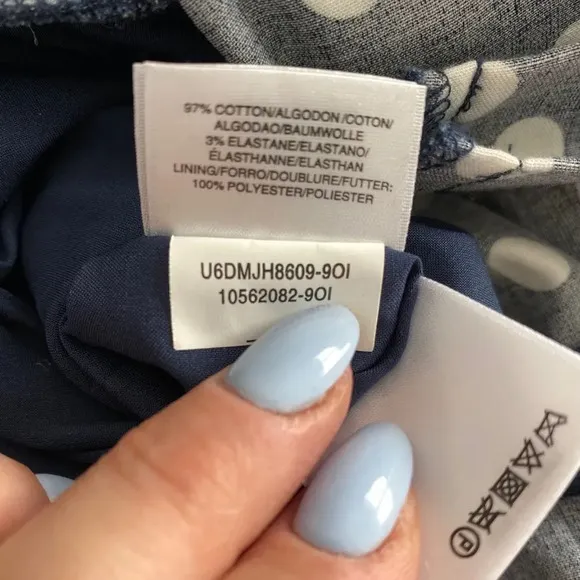 97% COTTON/ALGODON/COTON/
ALGODAO/BAUMWOLLE
3% ELASTANE/ELASTANO/
ÉLASTHANNE/ELASTHAN
LINING/FORRO/DOUBLURE/FUTTER:
100% POLYESTER/POLIESTER
U6DMJH8609-9OI
10562082-9OI
P